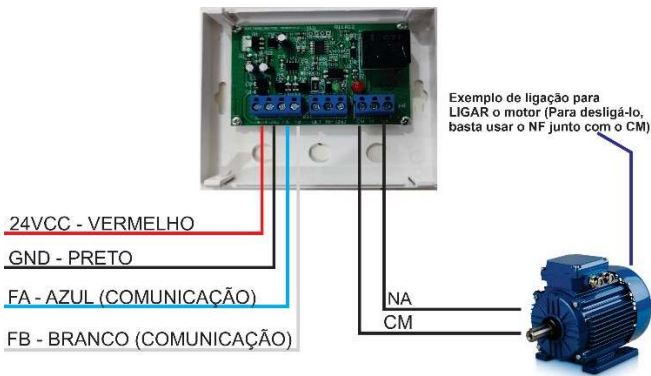 Exemplo de ligação para
LIGAR o motor (Para desligá-lo,
basta usar o NF junto com o CM)
24VCC - VERMELHO
GND - PRETO
FA - AZUL (COMUNICAÇÃO)
FB - BRANCO (COMUNICAÇÃO)
NA
CM